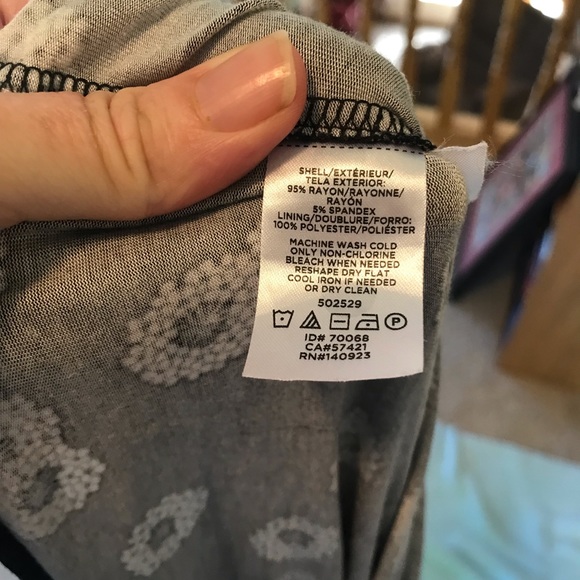 SHELL/EXTÉRIEUR/
TELA EXTERIOR:
95% RAYON/RAYONNE/
RAYÓN
5% SPANDEX
LINING/DOUBLURE/FORRO:
100% POLYESTER/POLIÉSTER
MACHINE WASH COLD
ONLY NON-CHLORINE
BLEACH WHEN NEEDED
RESHAPE DRY FLAT
COOL IRON IF NEEDED
OR DRY CLEAN
502529
P
ID# 70068
CA#57421
RN#140923